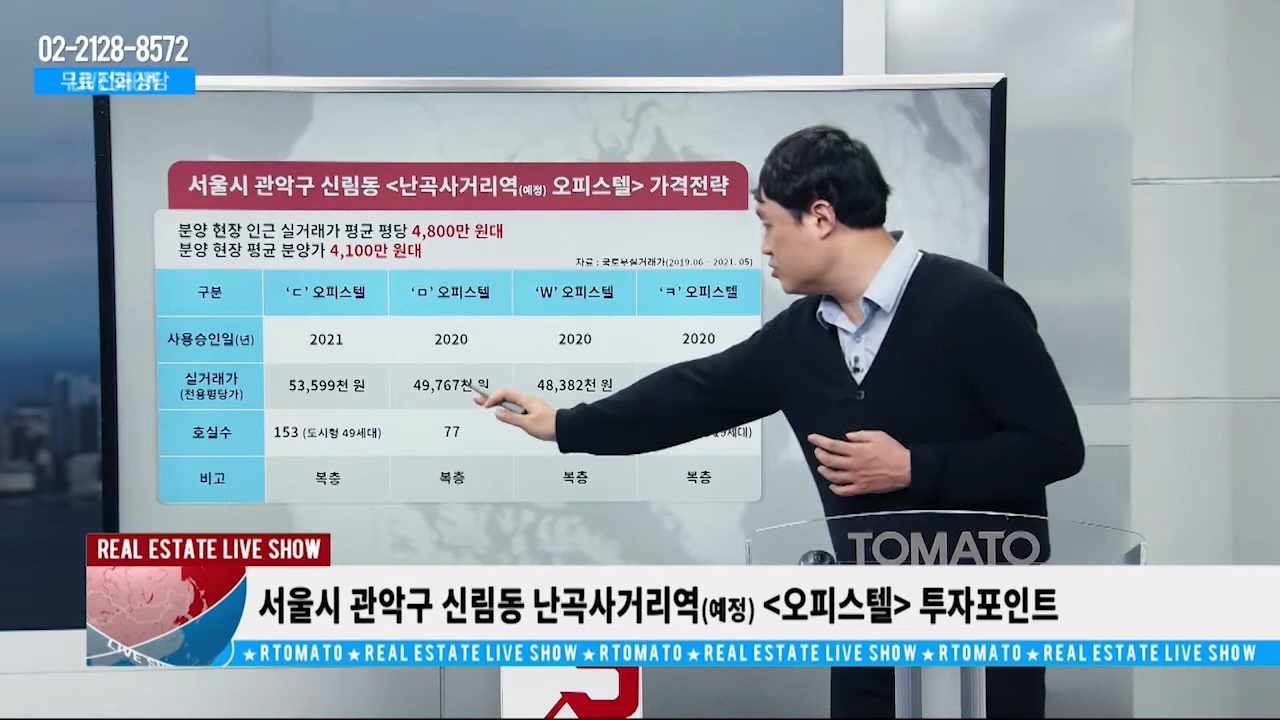 02-2128-8572
서울시 관악구 신림동 <난곡사거리역(예정) 오피스텔> 가격전략
분양 현장 인근 실거래가 평균 평당 4,800만 원대
분양 현장 평균 분양가 4,100만 원대
자료 : 국토부실거래가(2019.06 - 2021.05)
구분 'ㄷ' 오피스텔 'ㅁ' 오피스텔 'W' 오피스텔 'ㅋ' 오피스텔
사용승인일(년) 2021 2020 2020 2020
실거래가 53,599천 원 49,767천 원 48,382천 원
(전용평당가)
호실수 153 (도시형 49세대) 77
비고 복층 복층 복층 복층
TOMATO
REAL ESTATE LIVE SHOW
서울시 관악구 신림동 난곡사거리역(예정) <오피스텔> 투자포인트
LIVE
★RTOMATO★REAL ESTATE LIVE SHOW★RTOMATO★REAL ESTATE LIVE SHOW★RTOMATO★REAL ESTATE LIVE SHOW